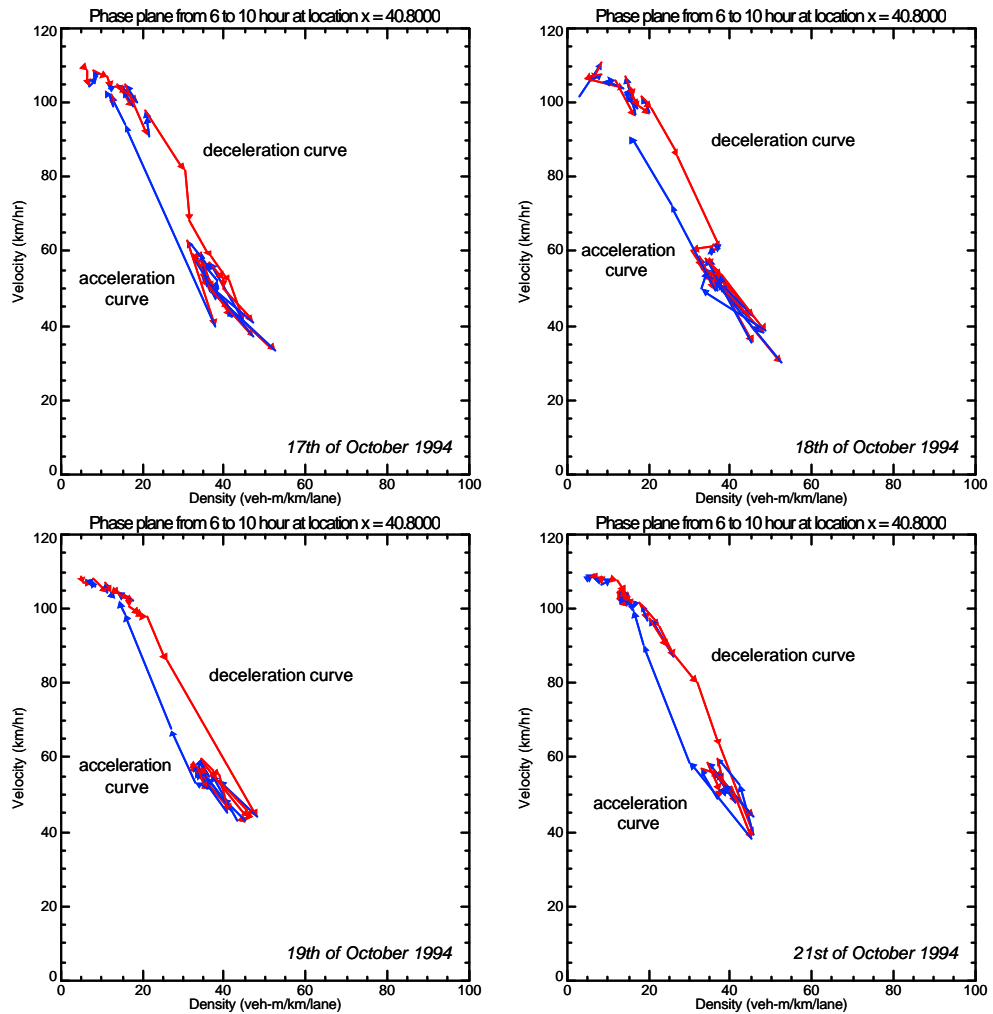 Phase plane from 6 to 10 hour at location x = 40.8000
120
100
80
60
40
20
0
Velocity (km/hr)
deceleration curve
acceleration
curve
17th of October 1994
0 20 40 60 80 100
Density (veh-m/km/lane)
Phase plane from 6 to 10 hour at location x = 40.8000
120
100
80
60
40
20
0
Velocity (km/hr)
deceleration curve
acceleration
curve
18th of October 1994
0 20 40 60 80 100
Density (veh-m/km/lane)
Phase plane from 6 to 10 hour at location x = 40.8000
120
100
80
60
40
20
0
Velocity (km/hr)
deceleration curve
acceleration
curve
19th of October 1994
0 20 40 60 80 100
Density (veh-m/km/lane)
Phase plane from 6 to 10 hour at location x = 40.8000
120
100
80
60
40
20
0
Velocity (km/hr)
deceleration curve
acceleration
curve
21st of October 1994
0 20 40 60 80 100
Density (veh-m/km/lane)